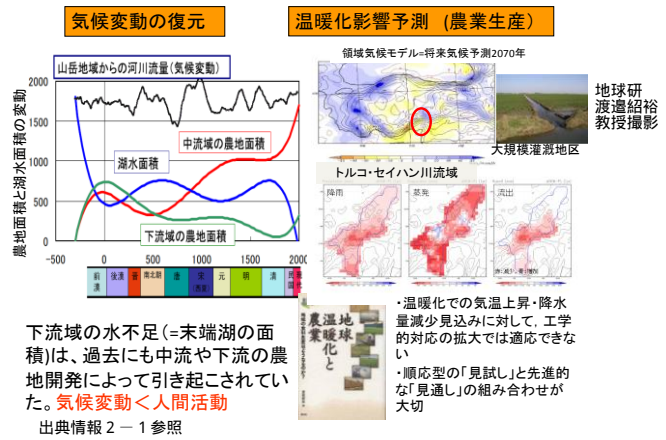 気候変動の復元
温暖化影響予測 (農業生産)
山岳地域からの河川流量(気候変動)
農地面積と湖水面積の変動
2000
1500
1000
500
0
-500
0
500
1000
1500
2000
中流域の農地面積
湖水面積
下流域の農地面積
前漢
後漢
晋
南北朝
唐
宋
元
明
清
民国
領域気候モデル=将来気候予測2070年
地球研
渡邉紹裕
教授撮影
大規模灌漑地区
トルコ・セイハン川流域
降雨
蒸発
流出
地球
温暖化と
農業
下流域の水不足(=末端湖の面
積)は、過去にも中流や下流の農
地開発によって引き起こされてい
た。気候変動<人間活動
出典情報2-1参照
・温暖化での気温上昇・降水
量減少見込みに対して, 工学
的対応の拡大では適応できな
い
・順応型の「見試し」と先進的
な「見通し」の組み合わせが
大切